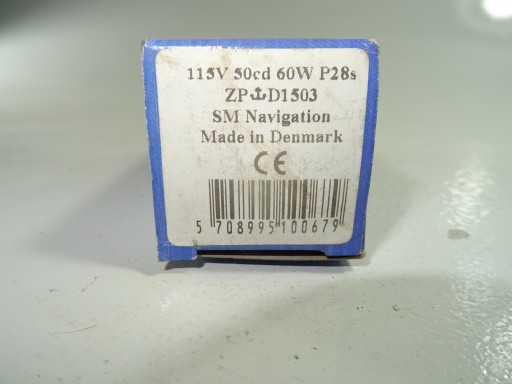 115V 50cd 60W P28s
ZP⚓D1503
SM Navigation
Made in Denmark
CE
5 708995 100679